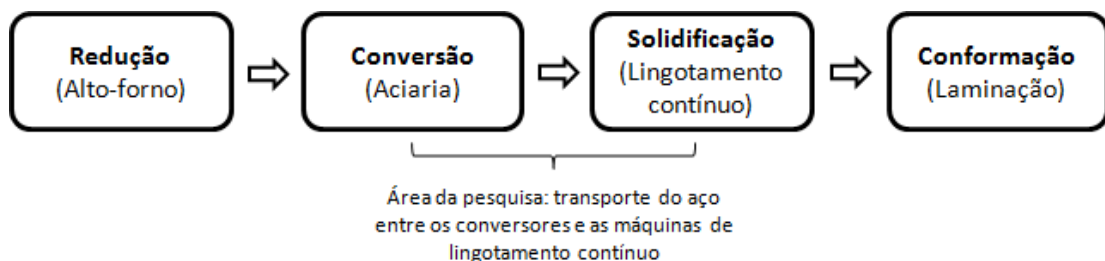 Redução
(Alto-forno)
Conversão
(Aciaria)
Solidificação
(Lingotamento
contínuo)
Conformação
(Laminação)
Área da pesquisa: transporte do aço
entre os conversores e as máquinas de
lingotamento contínuo